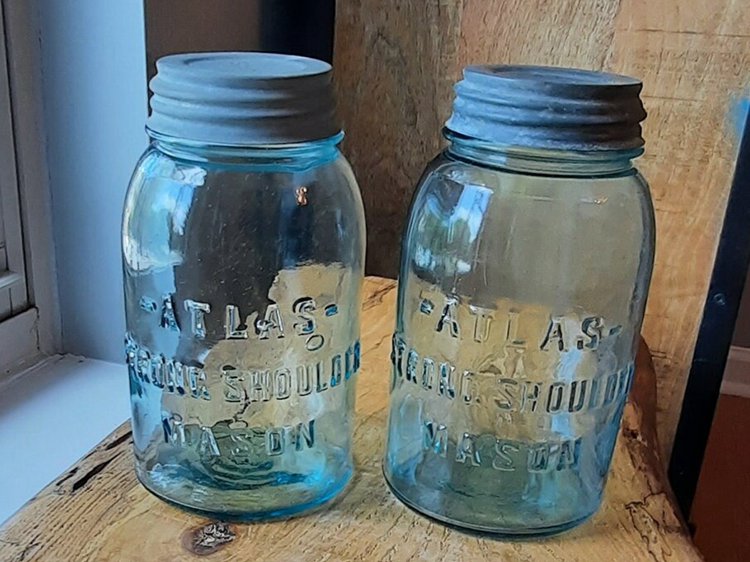 -ATLAS-
STRONG SHOULDER
MASON
-ATLAS-
STRONG SHOULDER
MASON